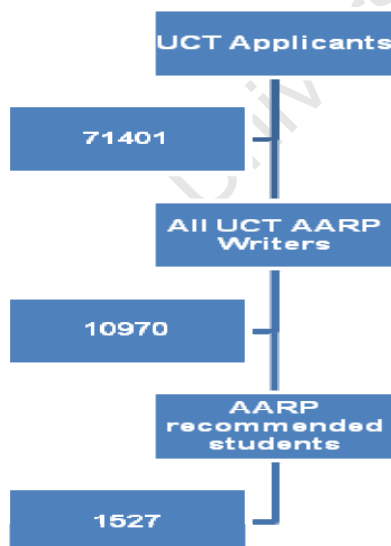 UCT Applicants
71401
All UCT AARP
Writers
10970
AARP
recommended
students
1527